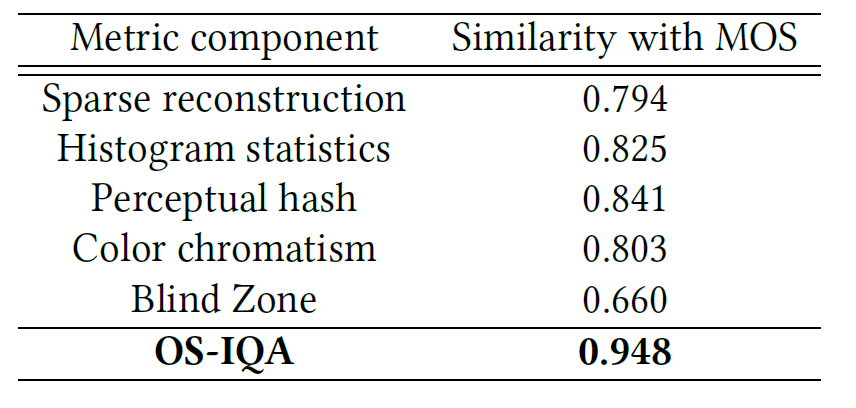 Metric component Similarity with MOS
Sparse reconstruction 0.794
Histogram statistics 0.825
Perceptual hash 0.841
Color chromatism 0.803
Blind Zone 0.660
OS-IQA 0.948